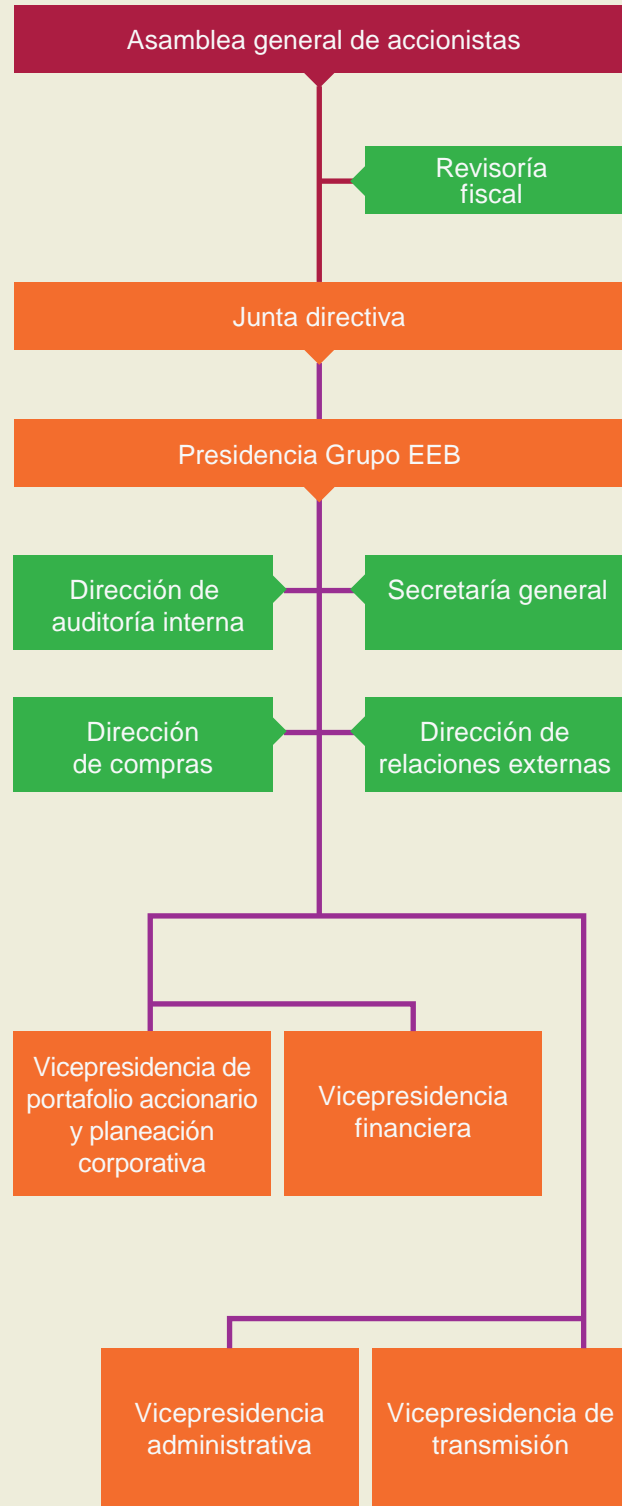 Asamblea general de accionistas
Revisoría
fiscal
Junta directiva
Presidencia Grupo EEB
Dirección de
auditoría interna
Secretaría general
Dirección
de compras
Dirección de
relaciones externas
Vicepresidencia de
portafolio accionario
y planeación
corporativa
Vicepresidencia
financiera
Vicepresidencia
administrativa
Vicepresidencia de
transmisión